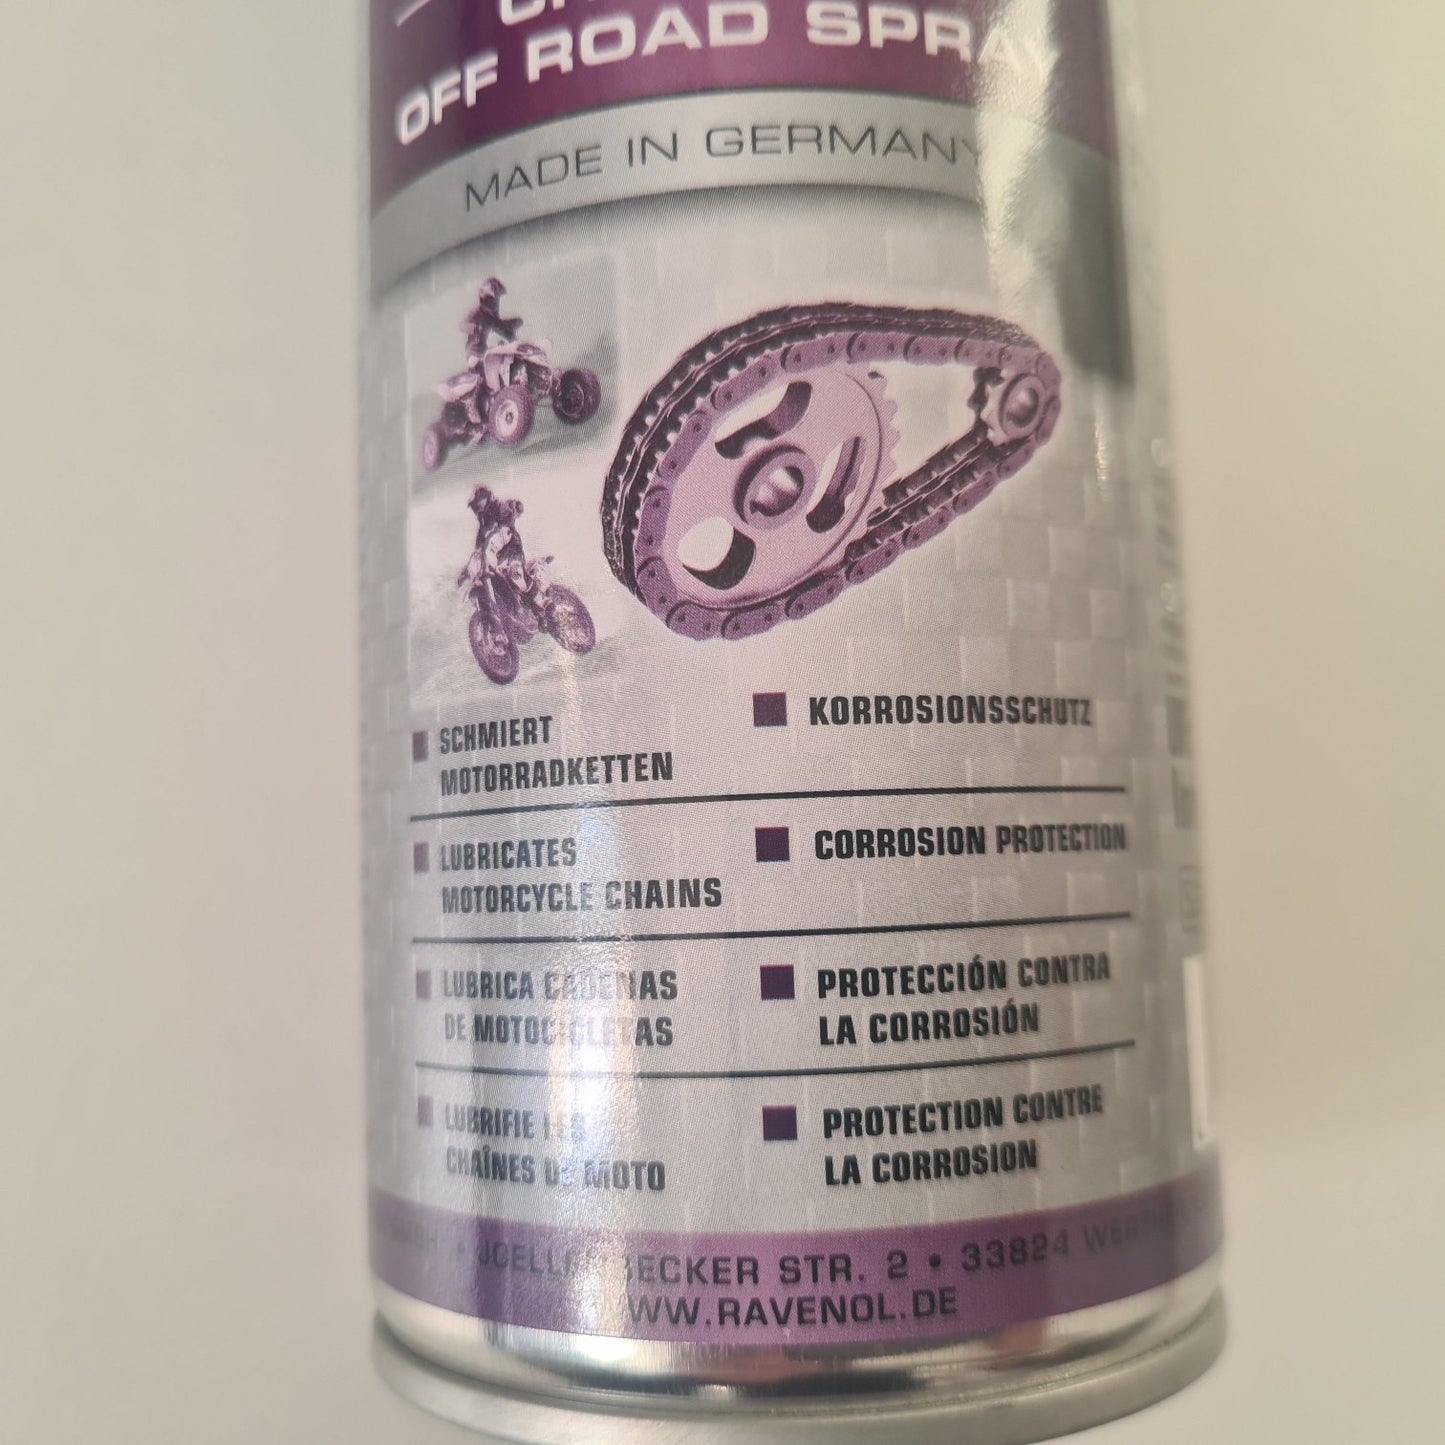 OFF ROAD SPRAY
MADE IN GERMANY
SCHMIERT
MOTORRADKETTEN
KORROSIONSSCHUTZ
LUBRICATES
MOTORCYCLE CHAINS
CORROSION PROTECTION
LUBRICA CADENAS
DE MOTOCICLETAS
PROTECCIÓN CONTRA
LA CORROSIÓN
LUBRIFIE LES
CHAÎNES DE MOTO
PROTECTION CONTRE
LA CORROSION
BECKER STR. 2 • 33824
WWW.RAVENOL.DE